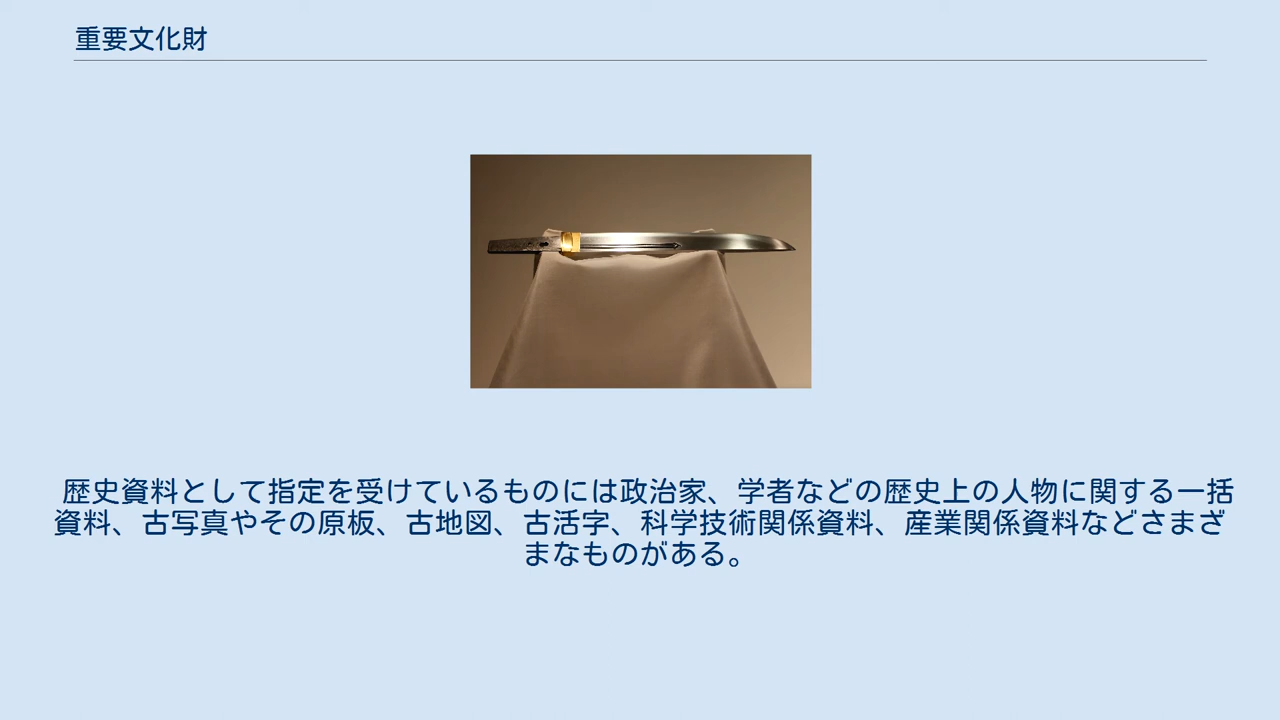 重要文化財
歴史資料として指定を受けているものには政治家、学者などの歴史上の人物に関する一括
資料、古写真やその原板、古地図、古活字、科学技術関係資料、産業関係資料などさまざ
まなものがある。